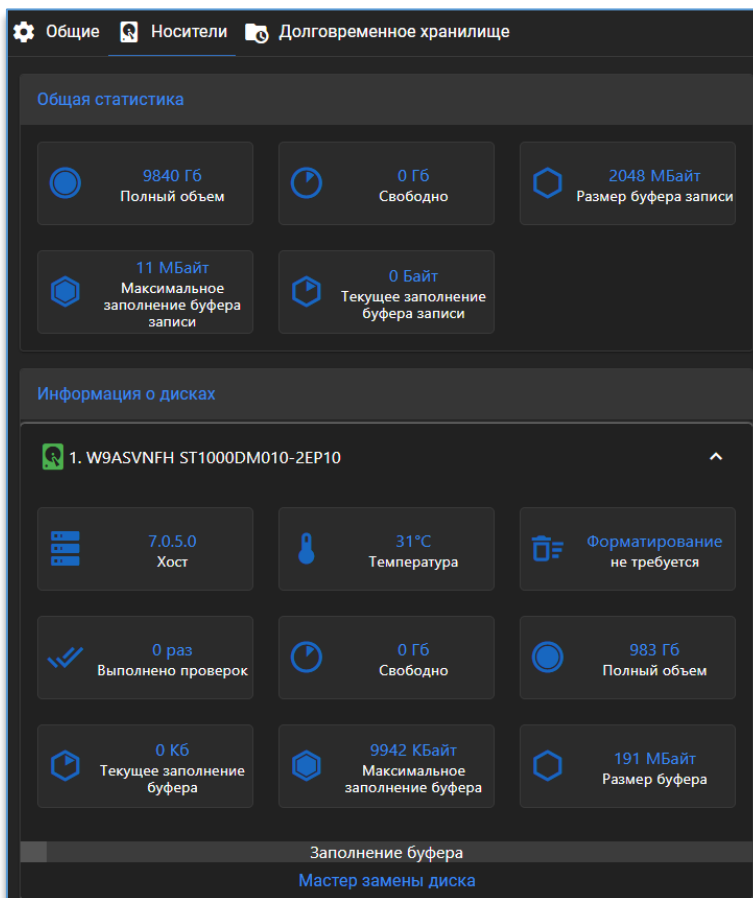 Общие Носители Долговременное хранилище
Общая статистика
9840 Гб
Полный объем
0 Гб
Свободно
2048 МБайт
Размер буфера записи
11 МБайт
Максимальное
заполнение буфера
записи
0 Байт
Текущее заполнение
буфера записи
Информация о дисках
1. W9ASVNFH ST1000DM010-2EP10
7.0.5.0
Хост
31°C
Температура
Форматирование
не требуется
0 раз
Выполнено проверок
0 Гб
Свободно
983 Гб
Полный объем
0 Кб
Текущее заполнение
буфера
9942 КБайт
Максимальное
заполнение буфера
191 МБайт
Размер буфера
Заполнение буфера
Мастер замены диска